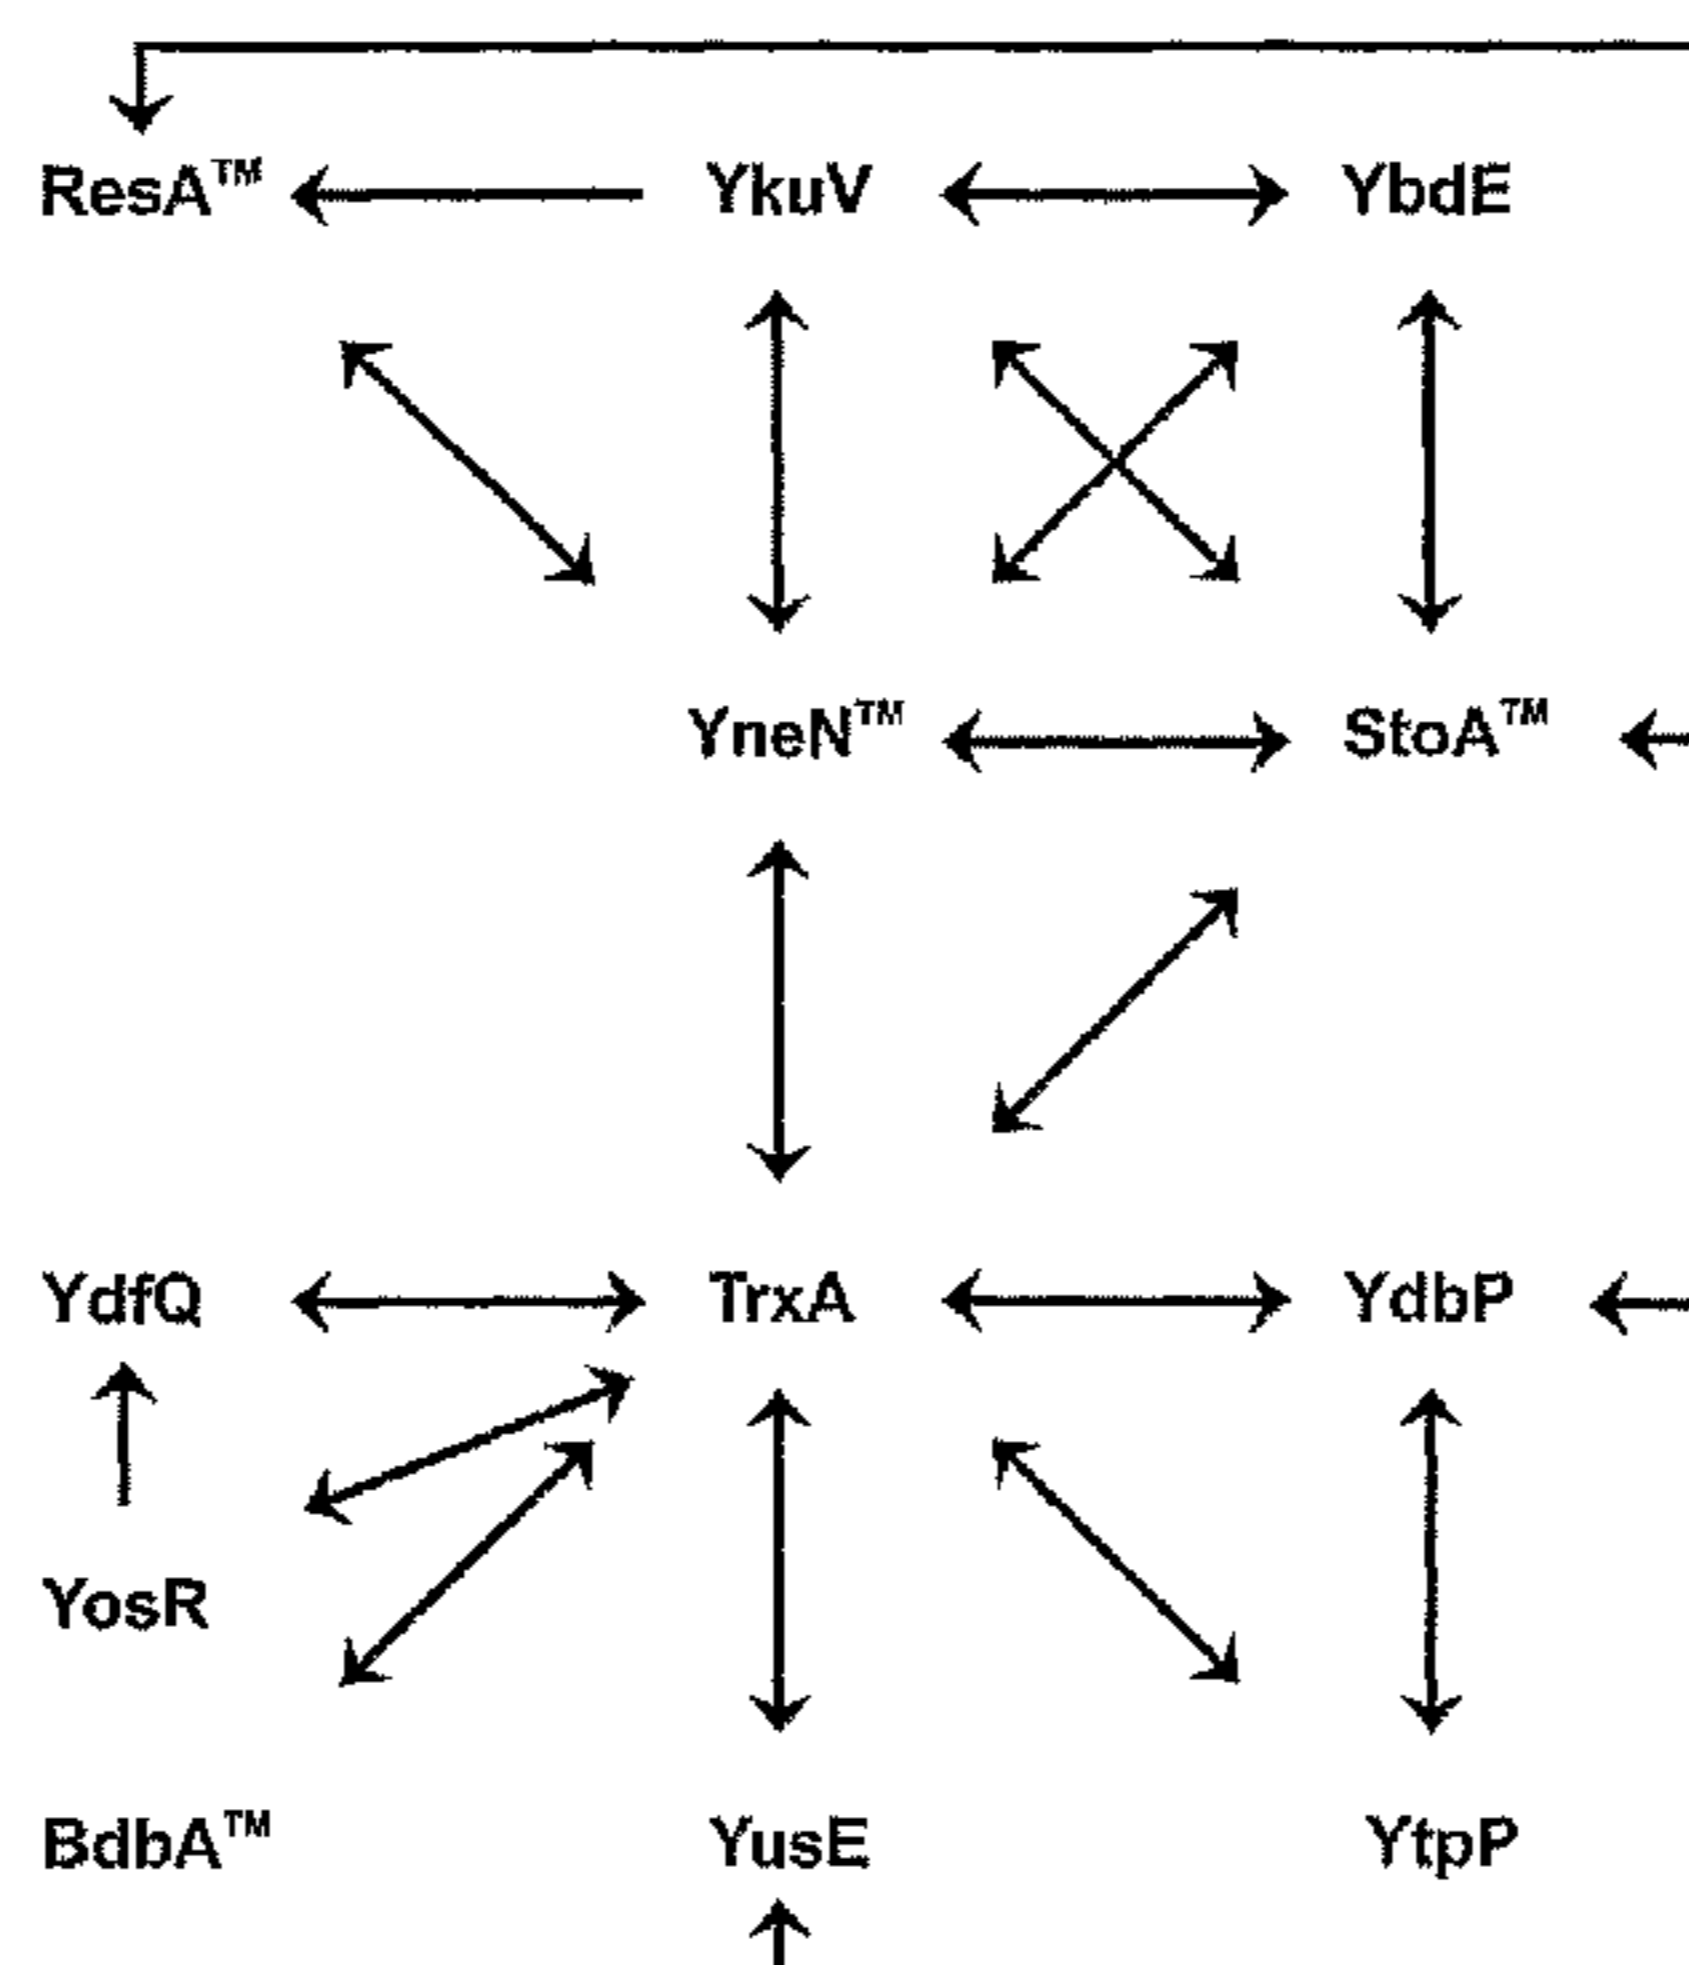 ResA™ YkuV YbdE
YneN™ StoA™
YdfQ TrxA YdbP
YosR
BdbA™ YusE YtpP